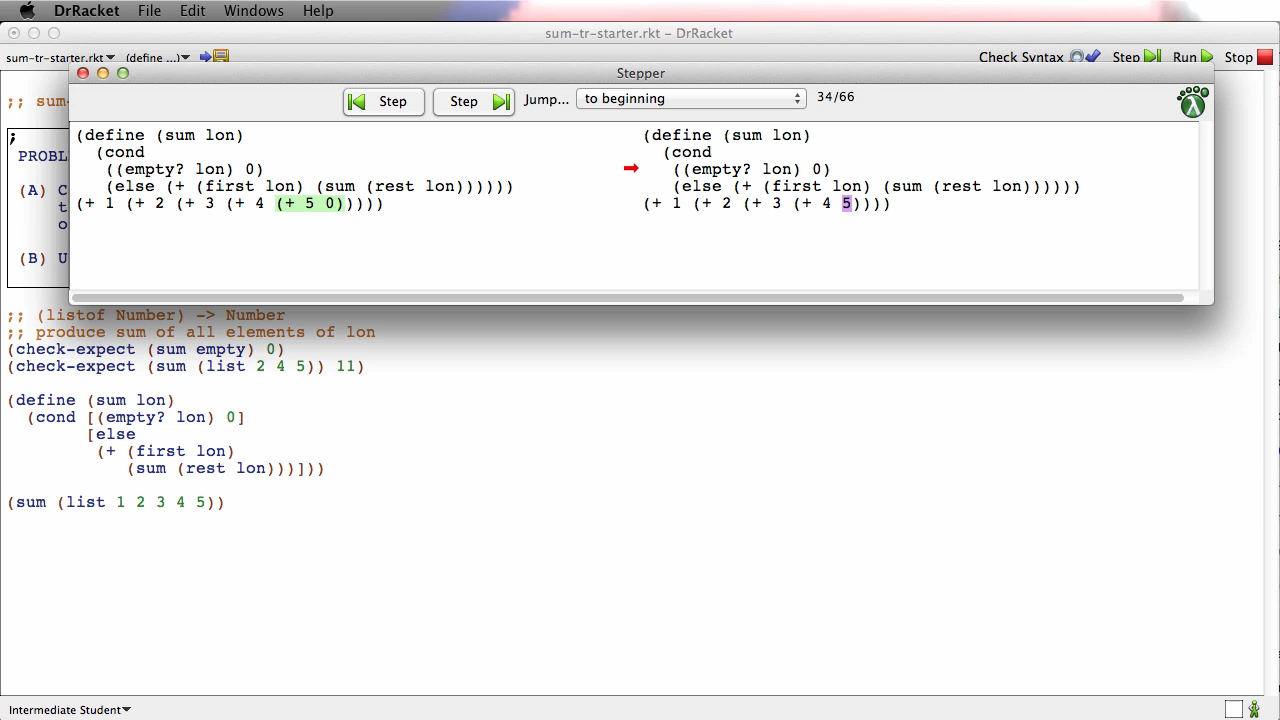 DrRacket File Edit Windows Help
sum-tr-starter.rkt – DrRacket
sum-tr-starter.rkt (define ...) Check Syntax Step Run Stop
Stepper
Step Step Jump... to beginning 34/66
(define (sum lon)
  (cond
   ((empty? lon) 0)
   (else (+ (first lon) (sum (rest lon))))))
(+ 1 (+ 2 (+ 3 (+ 4 (+ 5 0)))))
(define (sum lon)
  (cond
   ((empty? lon) 0)
   (else (+ (first lon) (sum (rest lon))))))
(+ 1 (+ 2 (+ 3 (+ 4 5))))
;; sum-
;
PROBL
(A) C
t
o
(B) U
;; (listof Number) -> Number
;; produce sum of all elements of lon
(check-expect (sum empty) 0)
(check-expect (sum (list 2 4 5)) 11)
(define (sum lon)
  (cond [(empty? lon) 0]
        [else
         (+ (first lon)
            (sum (rest lon)))]))
(sum (list 1 2 3 4 5))
Intermediate Student